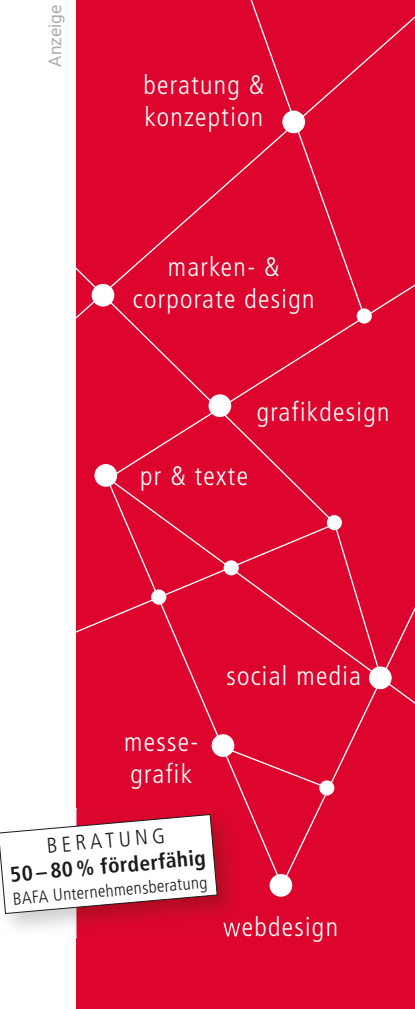 Anzeige
beratung &
konzeption
marken- &
corporate design
grafikdesign
pr & texte
social media
messe-
grafik
BERATUNG
50 – 80 % förderfähig
BAFA Unternehmensberatung
webdesign